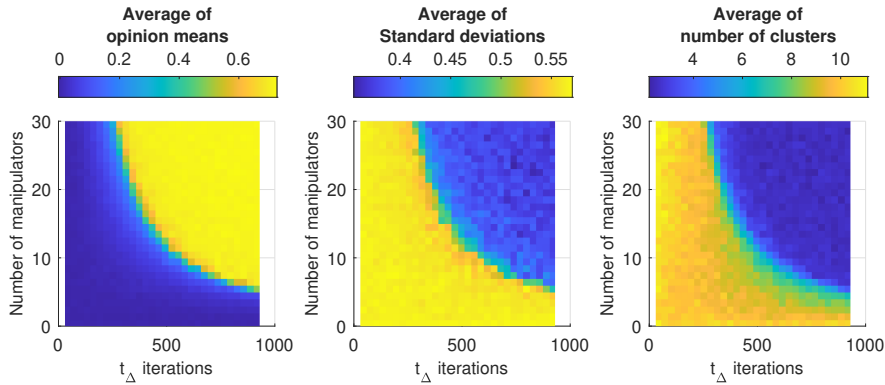 Average of
opinion means
0 0.2 0.4 0.6
Number of manipulators
30
20
10
0
0 500 1000
t_Δ iterations
Average of
Standard deviations
0.4 0.45 0.5 0.55
Number of manipulators
30
20
10
0
0 500 1000
t_Δ iterations
Average of
number of clusters
4 6 8 10
Number of manipulators
30
20
10
0
0 500 1000
t_Δ iterations